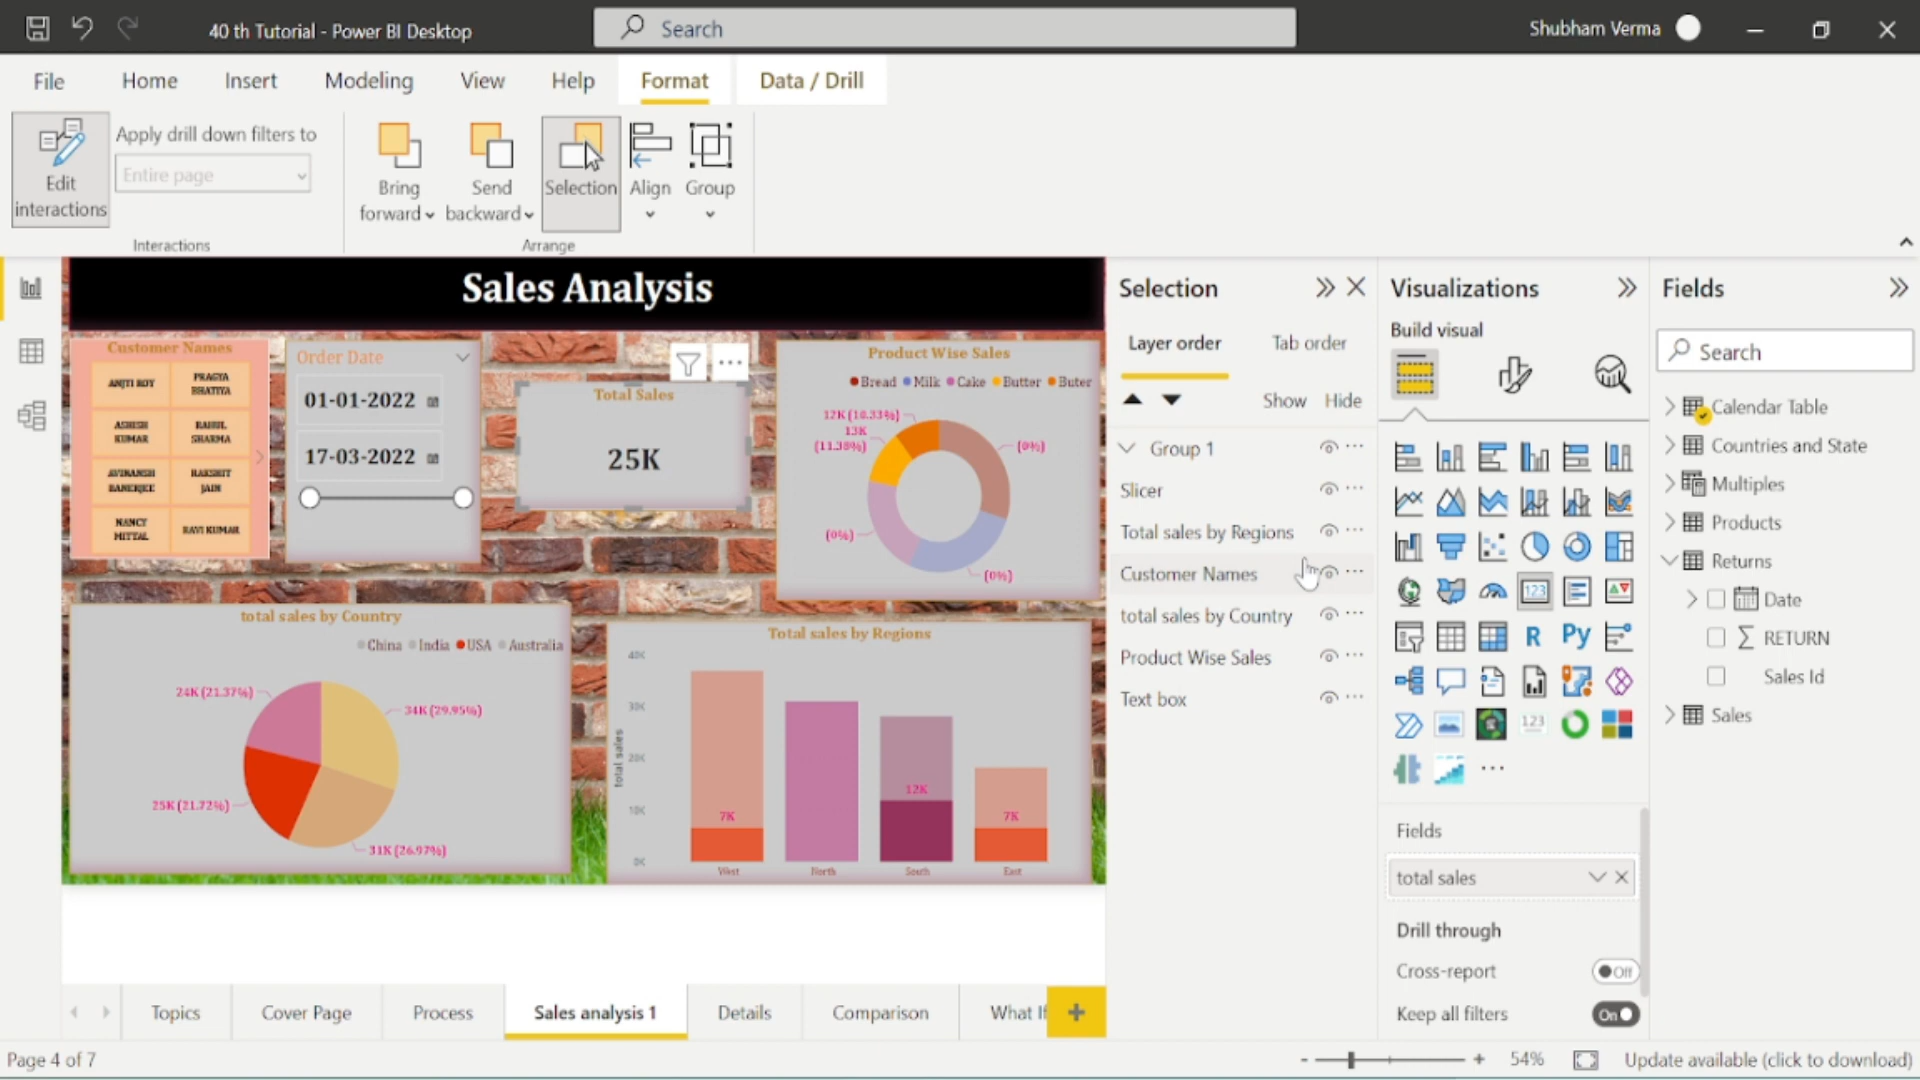 40 th Tutorial - Power BI Desktop
Search
Shubham Verma
File
Home
Insert
Modeling
View
Help
Format
Data / Drill
Edit
interactions
Apply drill down filters to
Entire page
Interactions
Bring
forward
Send
backward
Selection
Align
Group
Arrange
Sales Analysis
Customer Names
ANJTI ROY
PRAGYA
BHATIYA
ASHISH
KUMAR
RAHUL
SHARMA
AVINANSH
BANERJEE
RAKSHIT
JAIN
NANCY
MITTAL
RAVI KUMAR
Order Date
01-01-2022
17-03-2022
Total Sales
25K
Product Wise Sales
Bread
Milk
Cake
Butter
Buter
12K (10.33%)
13K
(11.38%)
(0%)
(0%)
(0%)
total sales by Country
China
India
USA
Australia
24K (21.37%)
34K (29.95%)
25K (21.72%)
31K (26.97%)
Total sales by Regions
total sales
40K
30K
20K
10K
0K
7K
12K
7K
West
North
South
East
Selection
Layer order
Tab order
Show
Hide
Group 1
Slicer
Total sales by Regions
Customer Names
total sales by Country
Product Wise Sales
Text box
Visualizations
Build visual
123
R
Py
123
Fields
total sales
Drill through
Cross-report
Off
Keep all filters
On
Fields
Search
Calendar Table
Countries and State
Multiples
Products
Returns
Date
∑ RETURN
Sales Id
Sales
Topics
Cover Page
Process
Sales analysis 1
Details
Comparison
What If
+
Page 4 of 7
- + 54%
Update available (click to download)